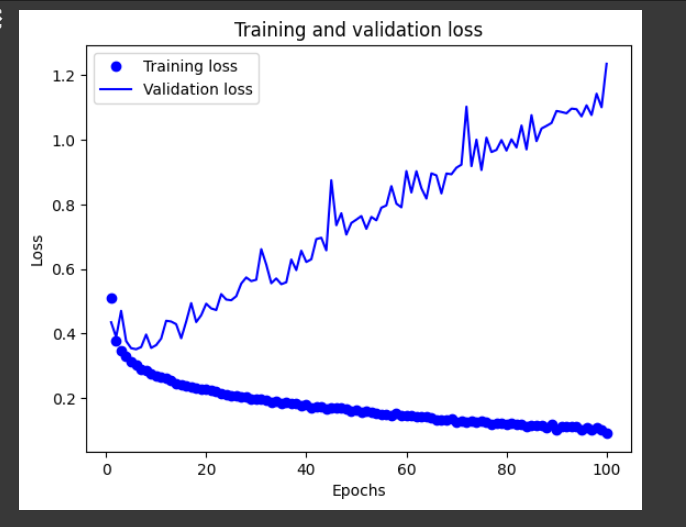 Training and validation loss
Training loss
Validation loss
1.2
1.0
0.8
0.6
0.4
0.2
Loss
0 20 40 60 80 100
Epochs